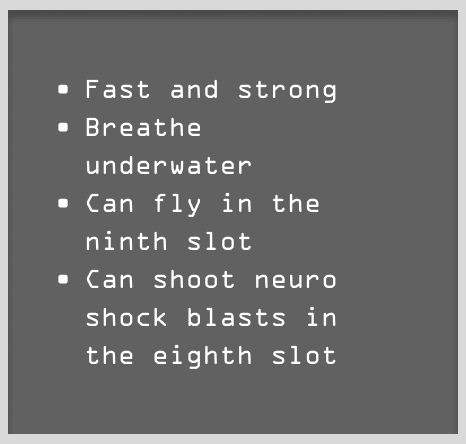 ▪ Fast and strong
▪ Breathe
underwater
▪ Can fly in the
ninth slot
▪ Can shoot neuro
shock blasts in
the eighth slot